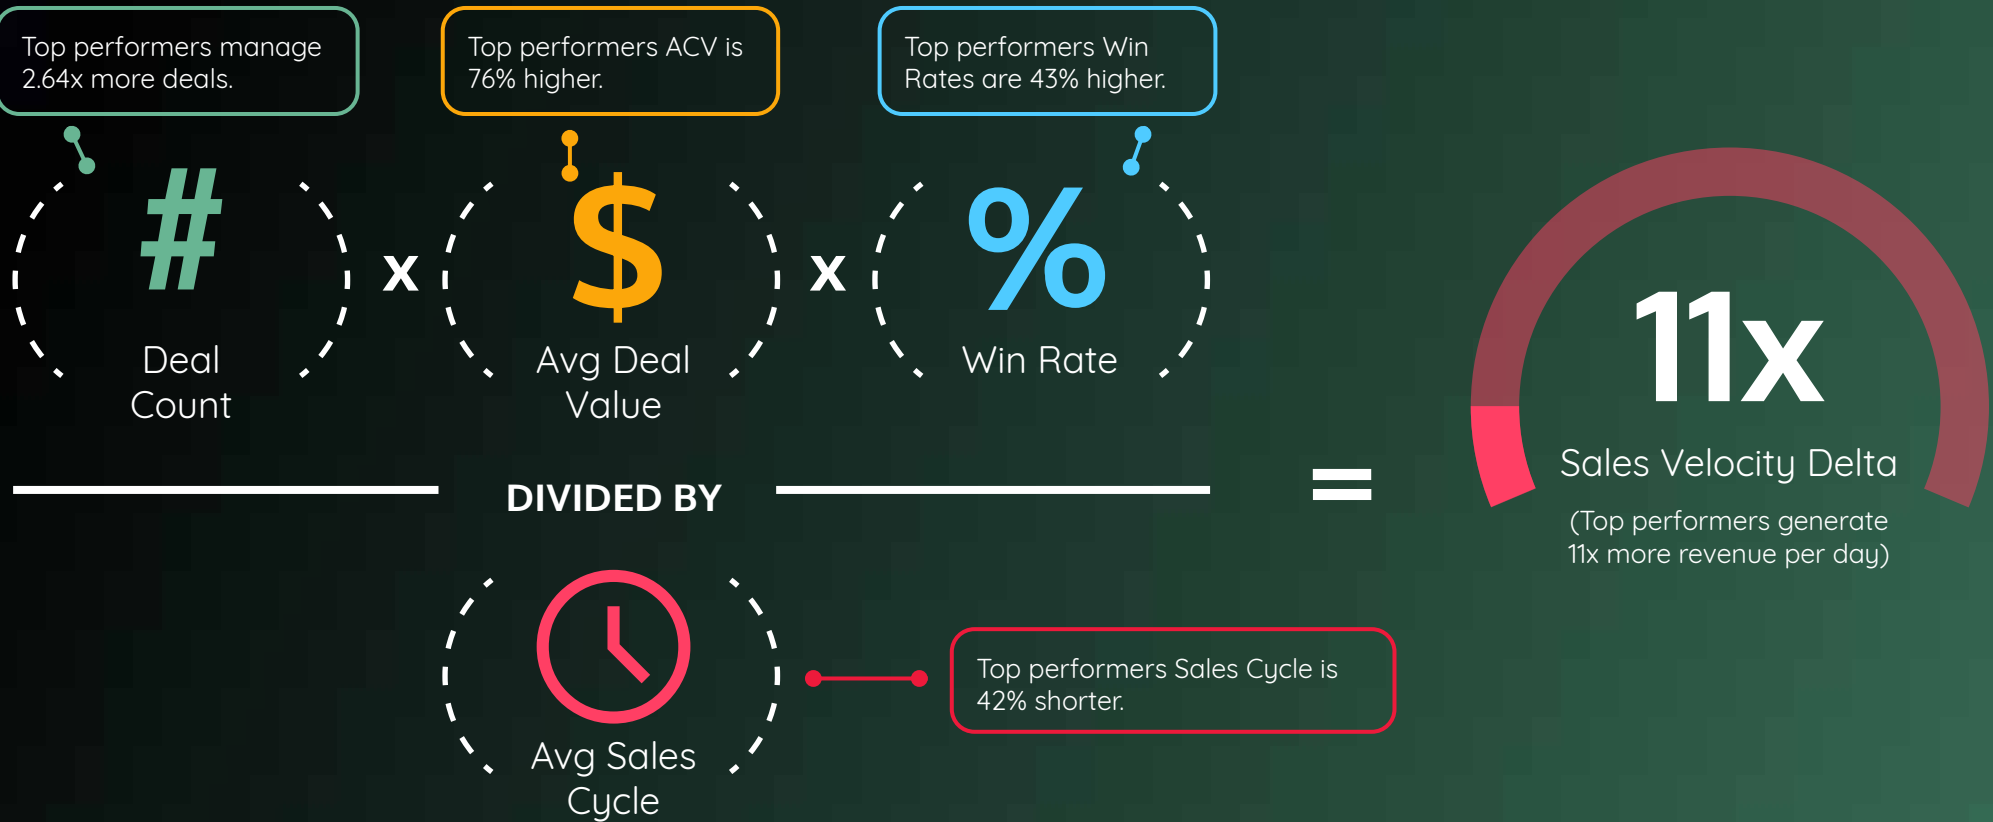 Top performers manage
2.64x more deals.
Top performers ACV is
76% higher.
Top performers Win
Rates are 43% higher.
#
Deal
Count
x
$
Avg Deal
Value
x
%
Win Rate
DIVIDED BY
Avg Sales
Cycle
Top performers Sales Cycle is
42% shorter.
=
11x
Sales Velocity Delta
(Top performers generate
11x more revenue per day)